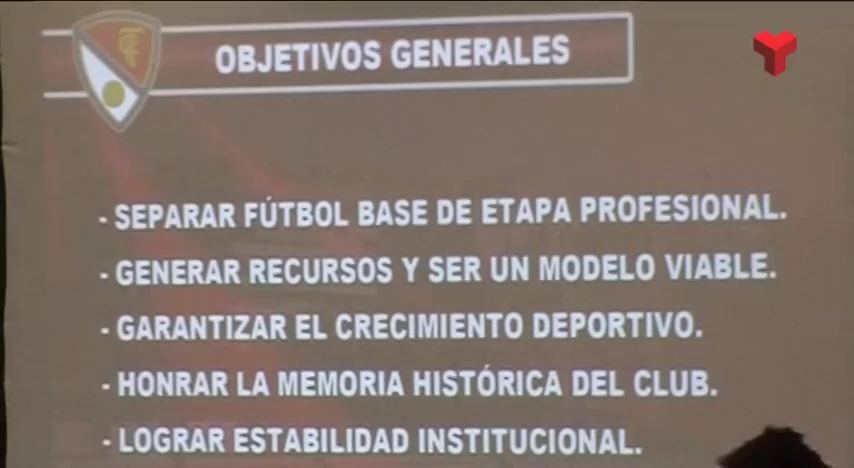 OBJETIVOS GENERALES
- SEPARAR FÚTBOL BASE DE ETAPA PROFESIONAL.
- GENERAR RECURSOS Y SER UN MODELO VIABLE.
- GARANTIZAR EL CRECIMIENTO DEPORTIVO.
- HONRAR LA MEMORIA HISTÓRICA DEL CLUB.
- LOGRAR ESTABILIDAD INSTITUCIONAL.